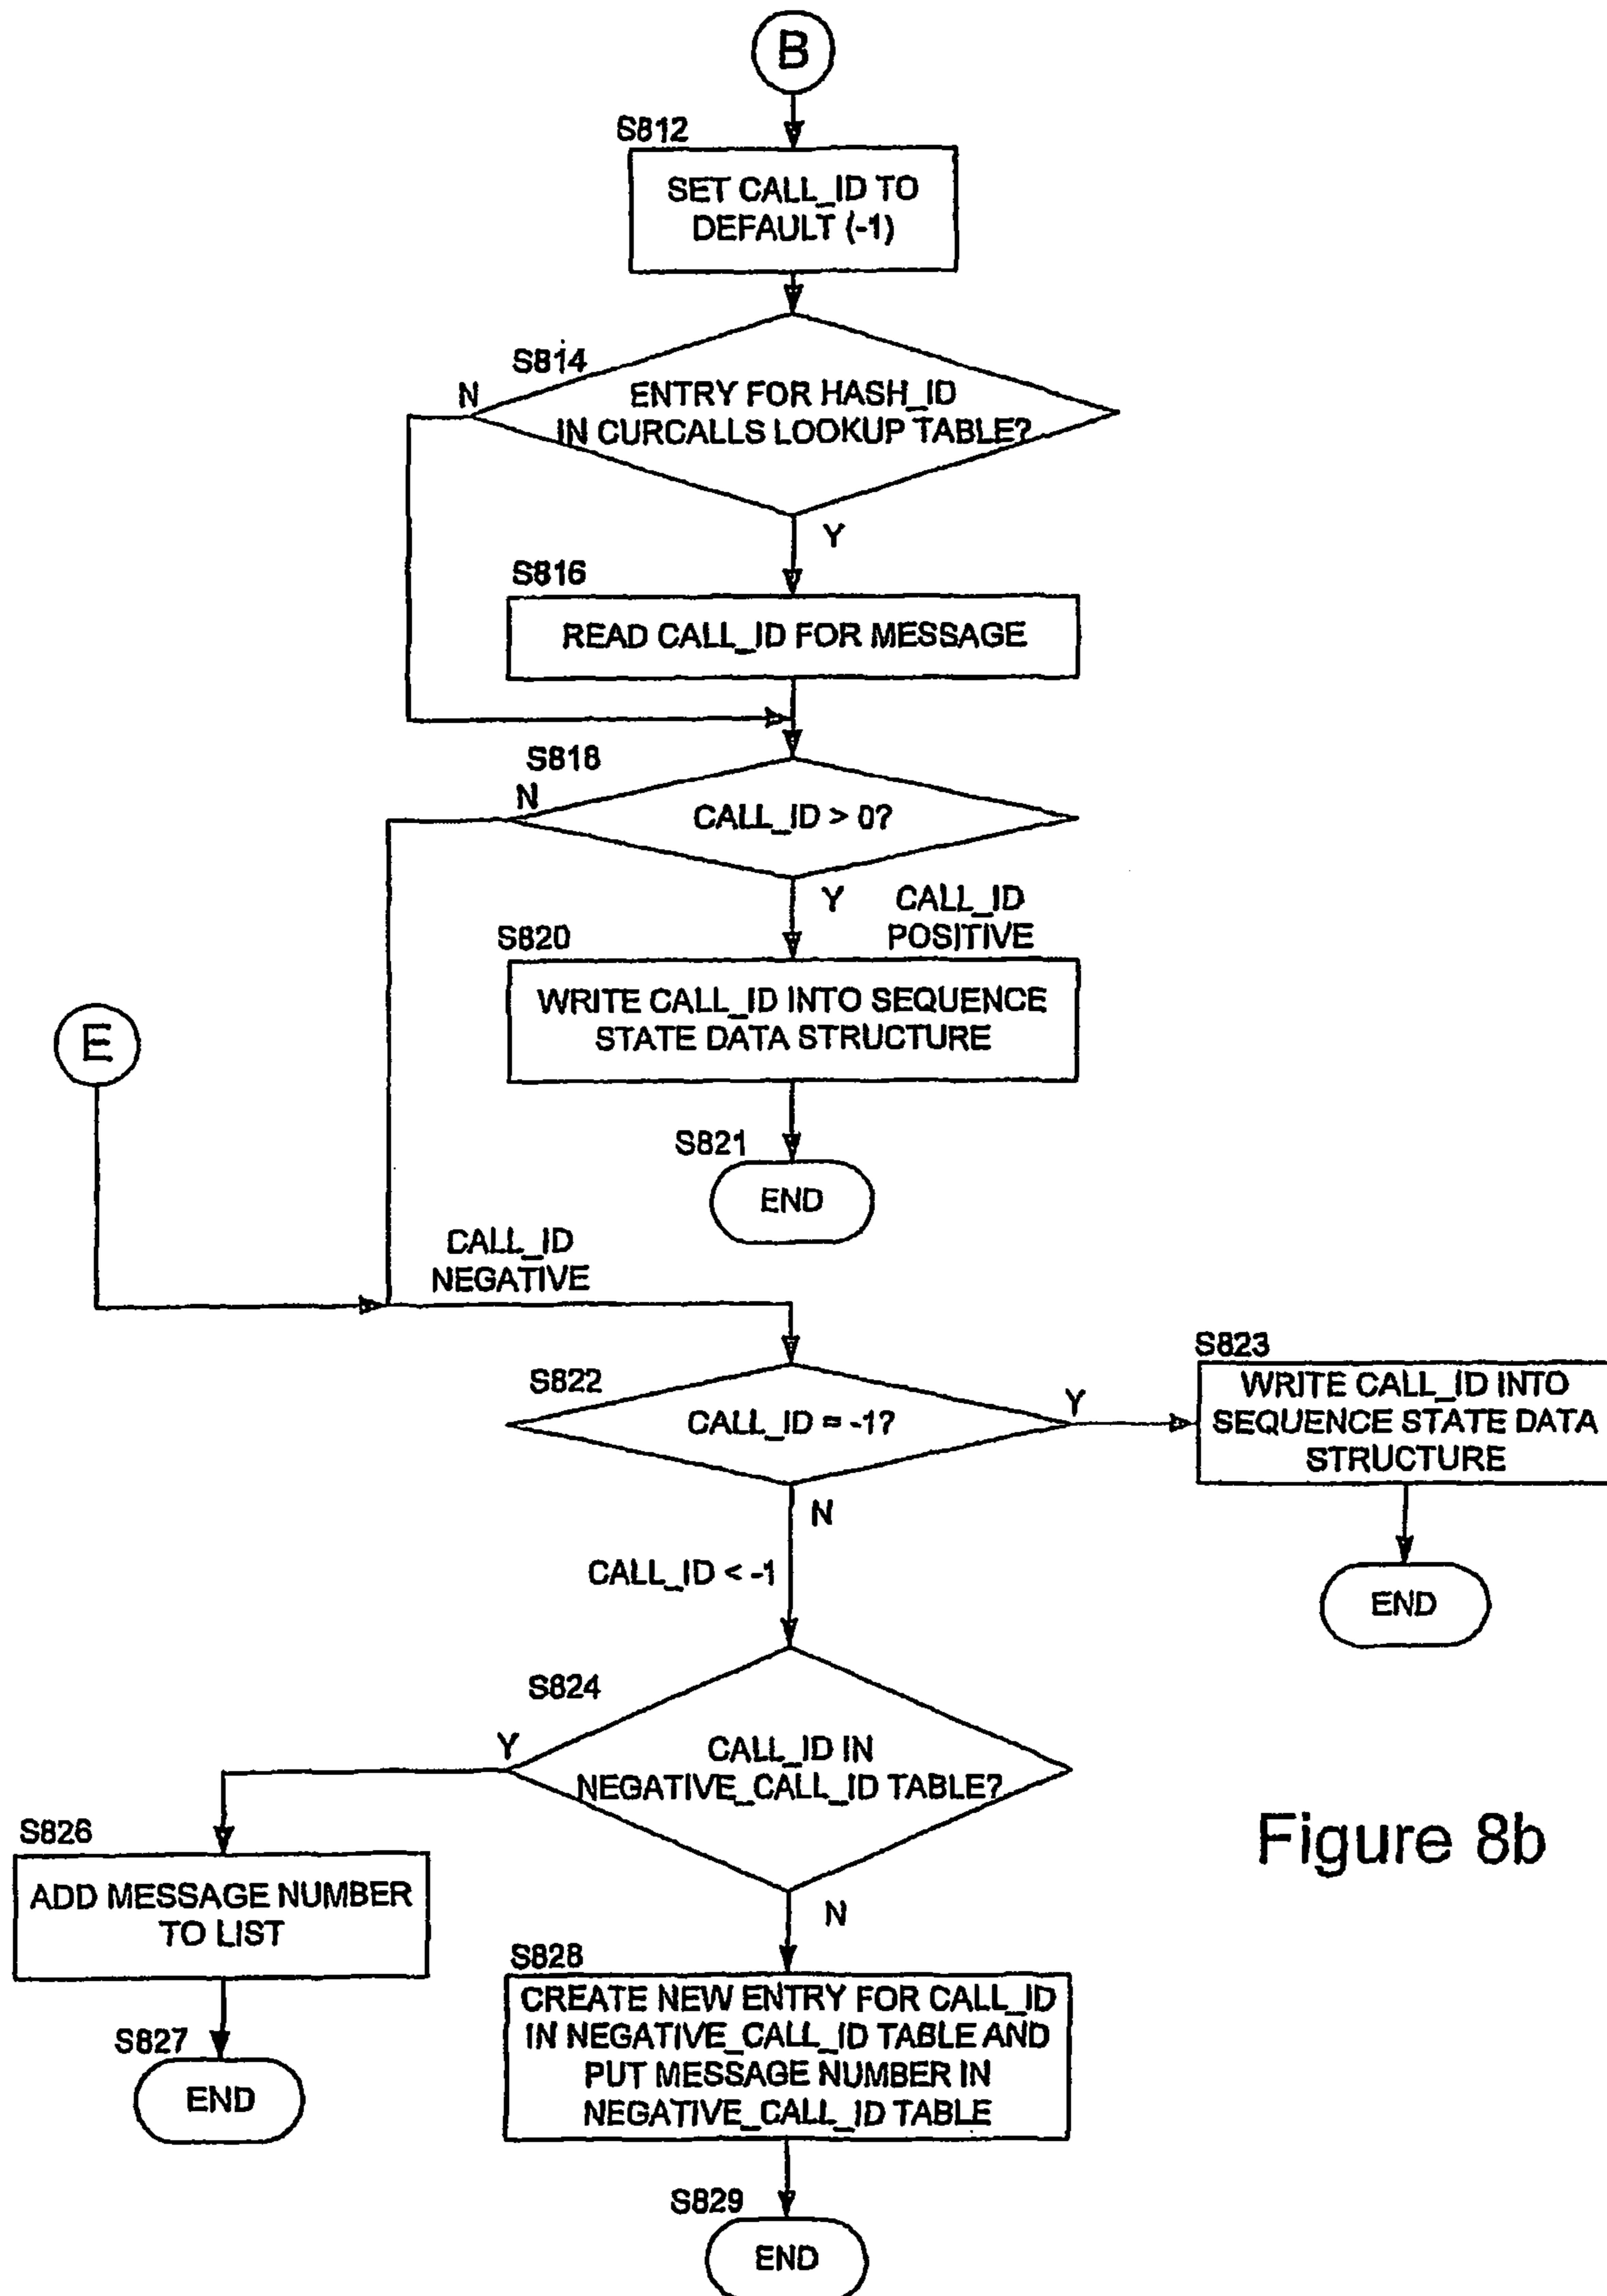 B
S812
SET CALL_ID TO
DEFAULT (-1)
S814
N
ENTRY FOR HASH_ID
IN CURCALLS LOOKUP TABLE?
Y
S816
READ CALL_ID FOR MESSAGE
S818
N
CALL_ID > 0?
Y
CALL_ID
POSITIVE
S820
WRITE CALL_ID INTO SEQUENCE
STATE DATA STRUCTURE
E
S821
END
CALL_ID
NEGATIVE
S822
CALL_ID = -1?
Y
S823
WRITE CALL_ID INTO
SEQUENCE STATE DATA
STRUCTURE
END
N
CALL_ID < -1
S824
Y
CALL_ID IN
NEGATIVE_CALL_ID TABLE?
S826
ADD MESSAGE NUMBER
TO LIST
S827
END
N
S828
CREATE NEW ENTRY FOR CALL_ID
IN NEGATIVE_CALL_ID TABLE AND
PUT MESSAGE NUMBER IN
NEGATIVE_CALL_ID TABLE
S829
END
Figure 8b